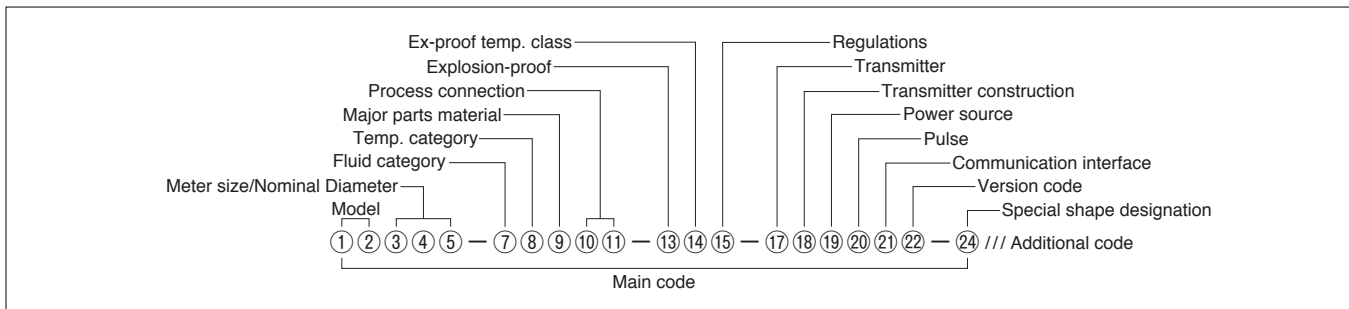 Ex-proof temp. class
Regulations
Explosion-proof
Transmitter
Process connection
Transmitter construction
Major parts material
Power source
Temp. category
Pulse
Fluid category
Communication interface
Meter size/Nominal Diameter
Version code
Model
Special shape designation
① ② ③ ④ ⑤ — ⑦ ⑧ ⑨ ⑩ ⑪ — ⑬ ⑭ ⑮ — ⑰ ⑱ ⑲ ⑳ ㉑ ㉒ — ㉔ /// Additional code
Main code